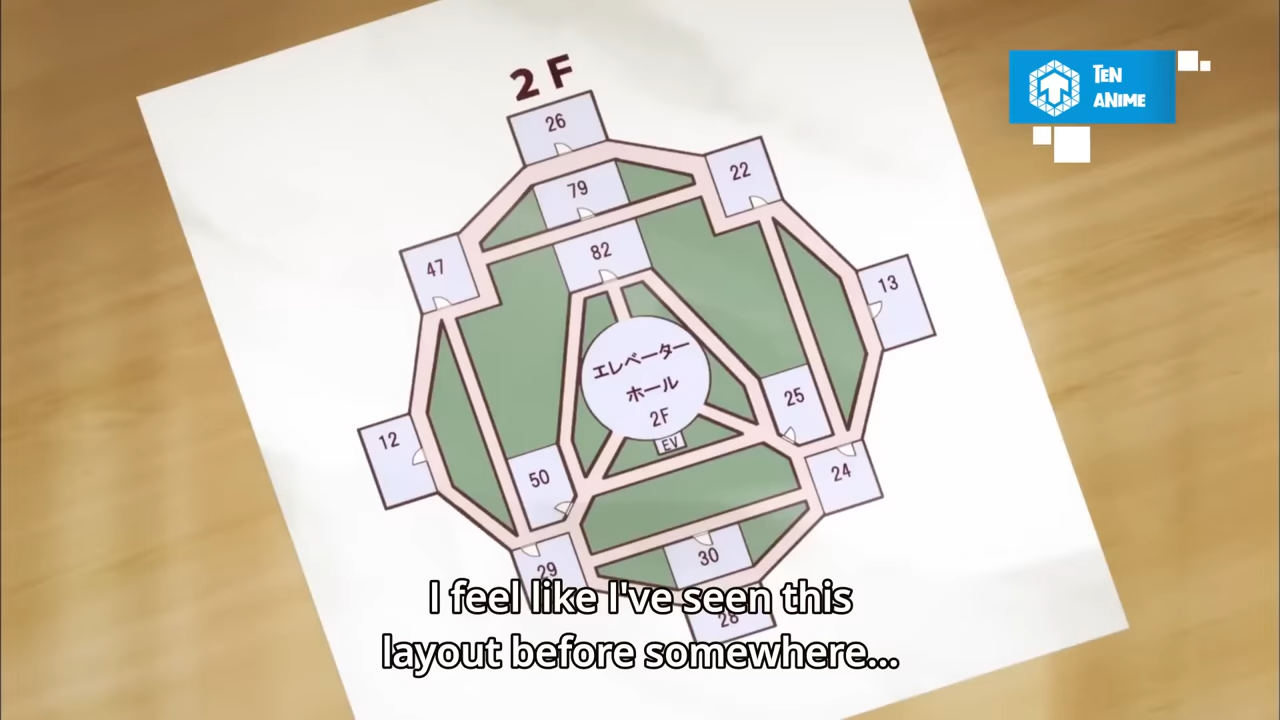 2F
TEN
ANIME
26
79
22
82
47
13
エレベーター
ホール
2F
EV
25
12
50
24
30
29
28
I feel like I've seen this
layout before somewhere...